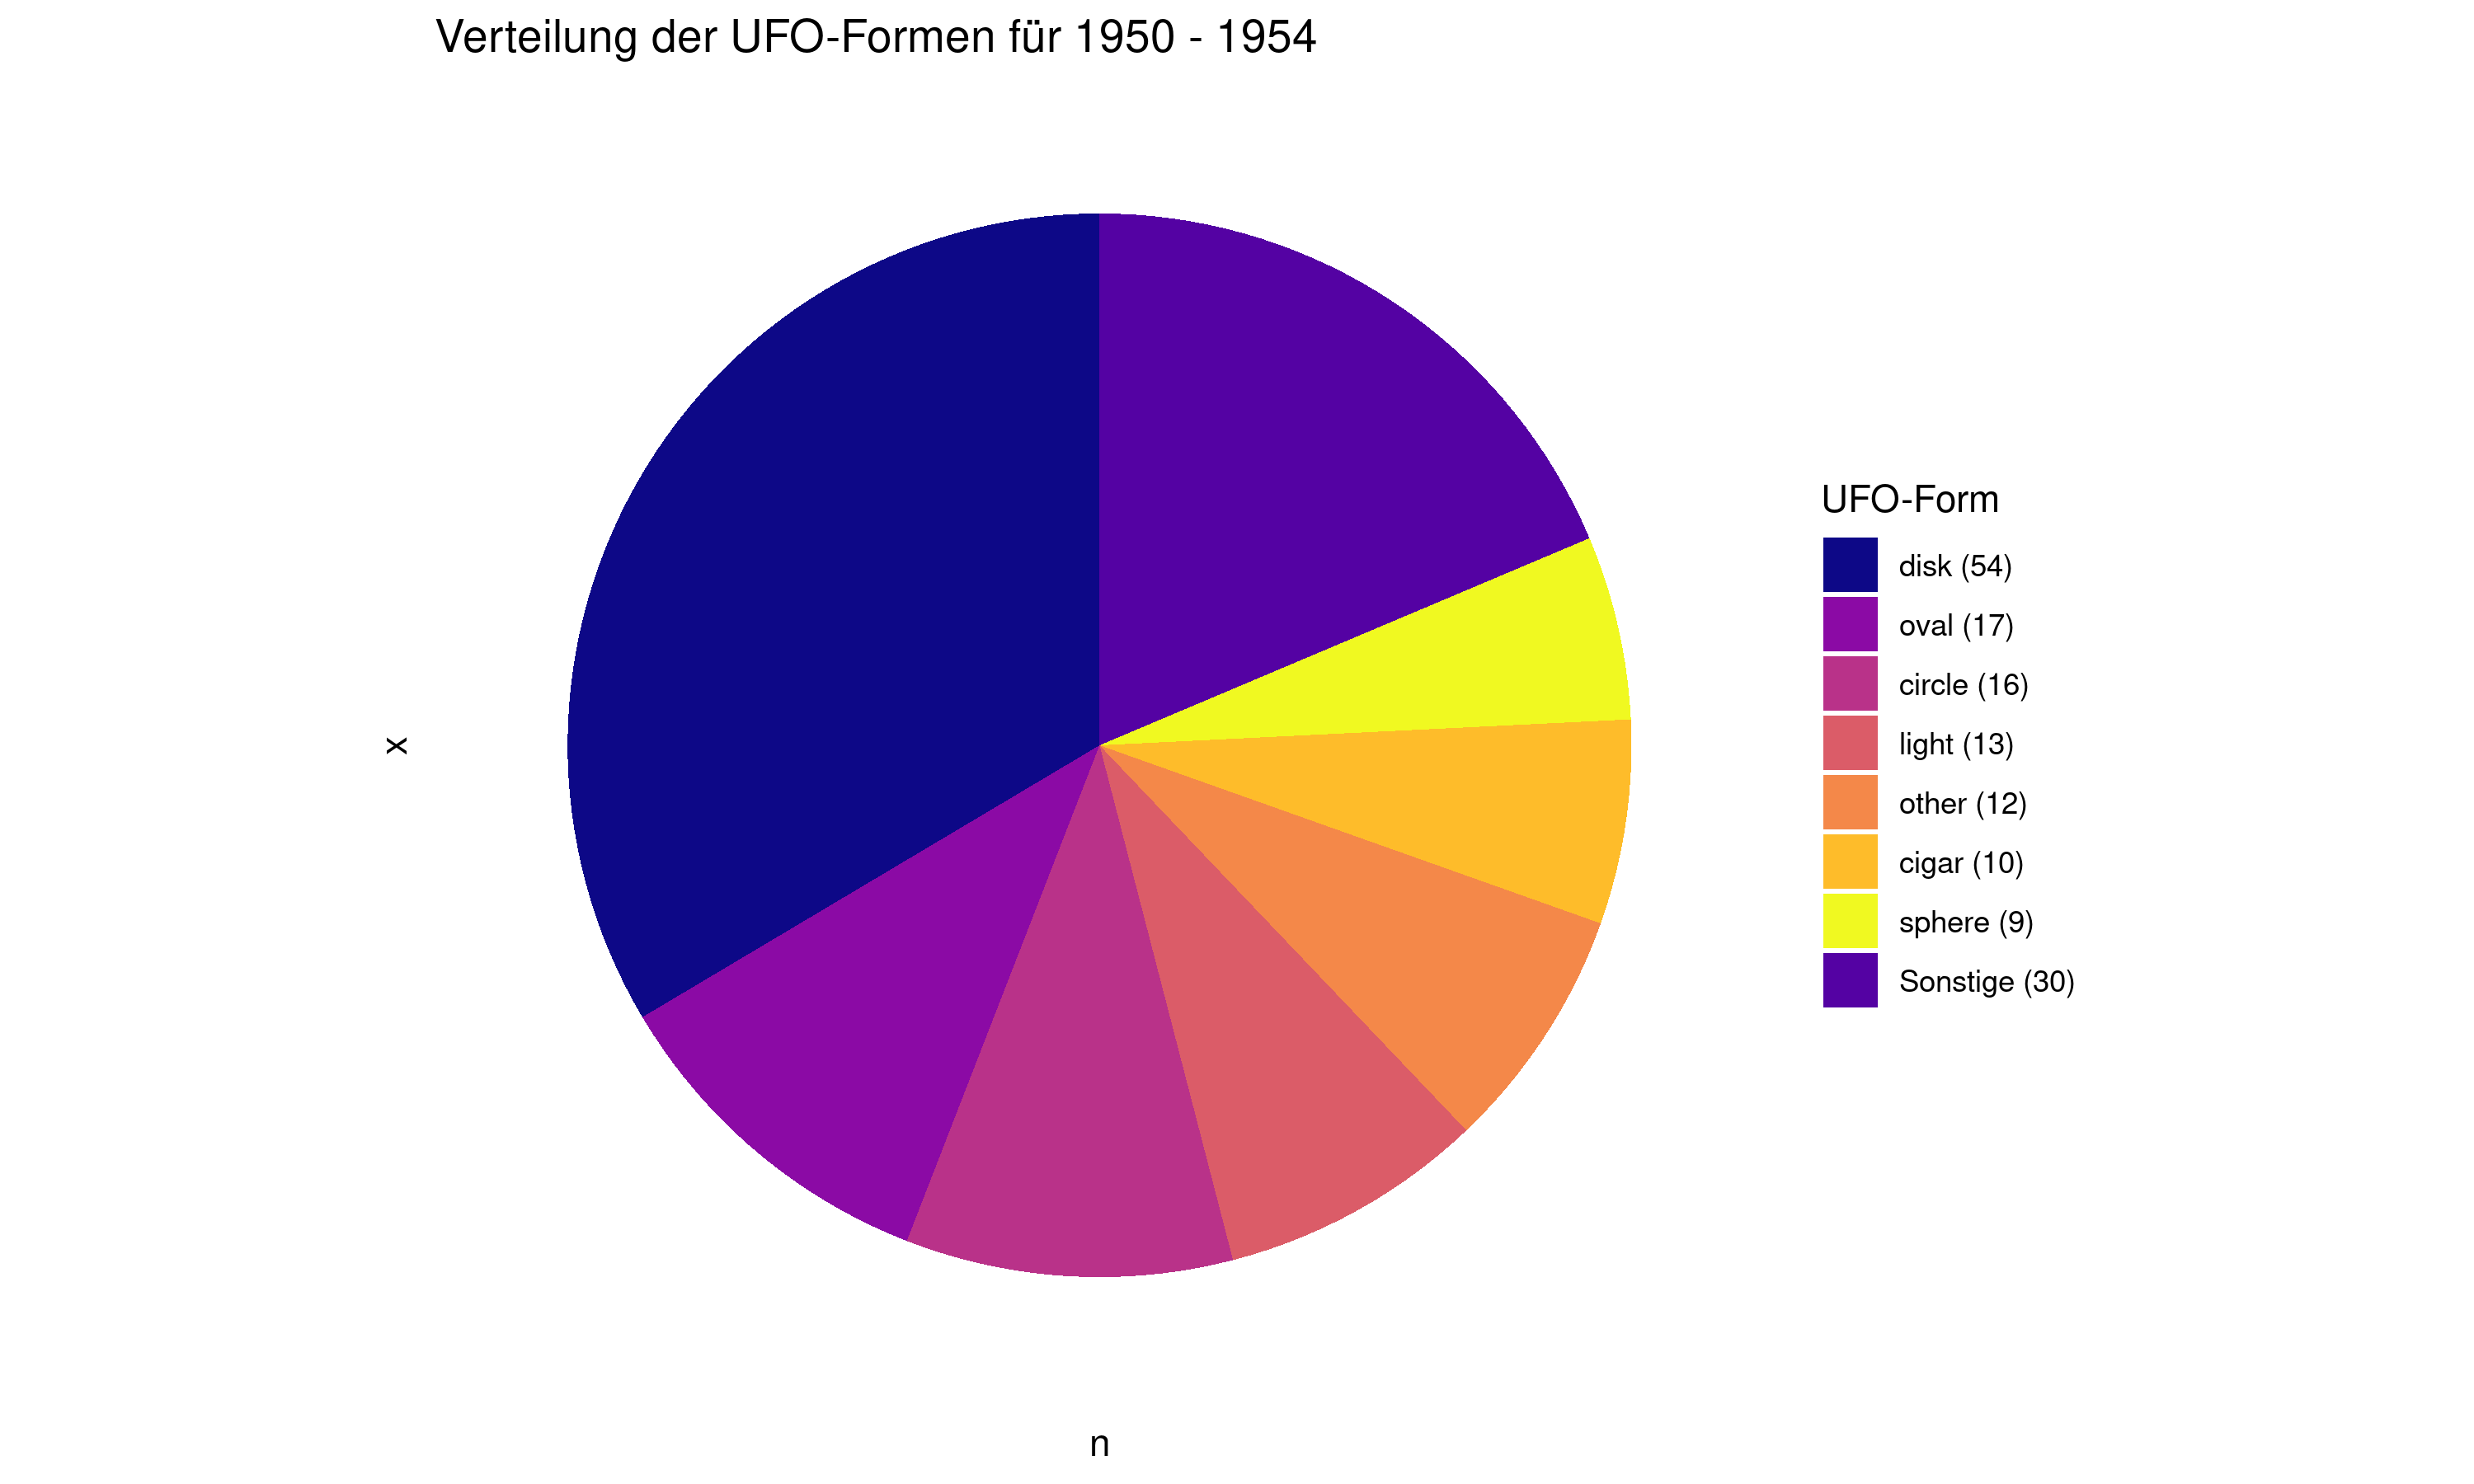 Verteilung der UFO-Formen für 1950 - 1954
x
UFO-Form
disk (54)
oval (17)
circle (16)
light (13)
other (12)
cigar (10)
sphere (9)
Sonstige (30)
n